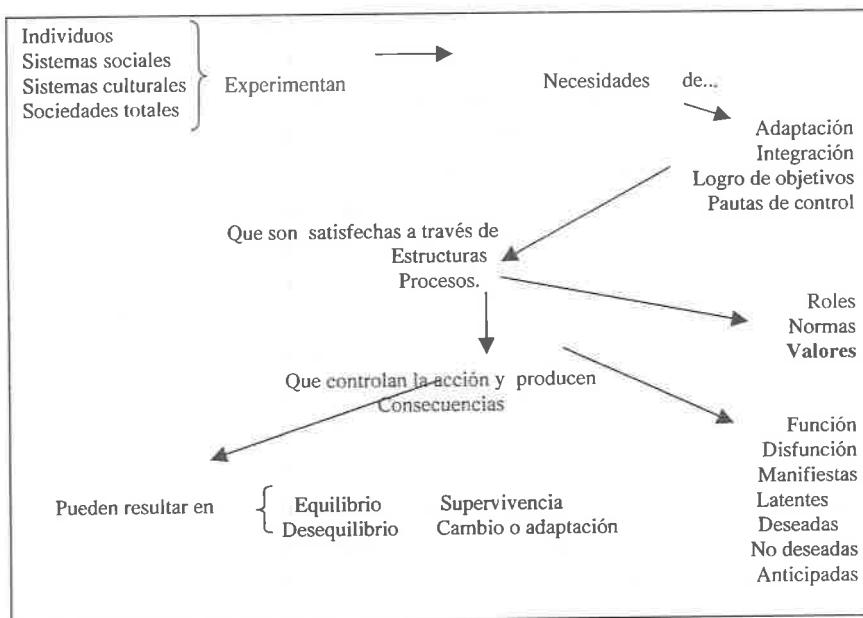 Individuos
Sistemas sociales
Sistemas culturales
Sociedades totales
Experimentan
Necesidades de...
Adaptación
Integración
Logro de objetivos
Pautas de control
Que son satisfechas a través de
Estructuras
Procesos.
Roles
Normas
Valores
Que controlan la acción y producen
Consecuencias
Función
Disfunción
Manifiestas
Latentes
Deseadas
No deseadas
Anticipadas
Pueden resultar en
Equilibrio Supervivencia
Desequilibrio Cambio o adaptación